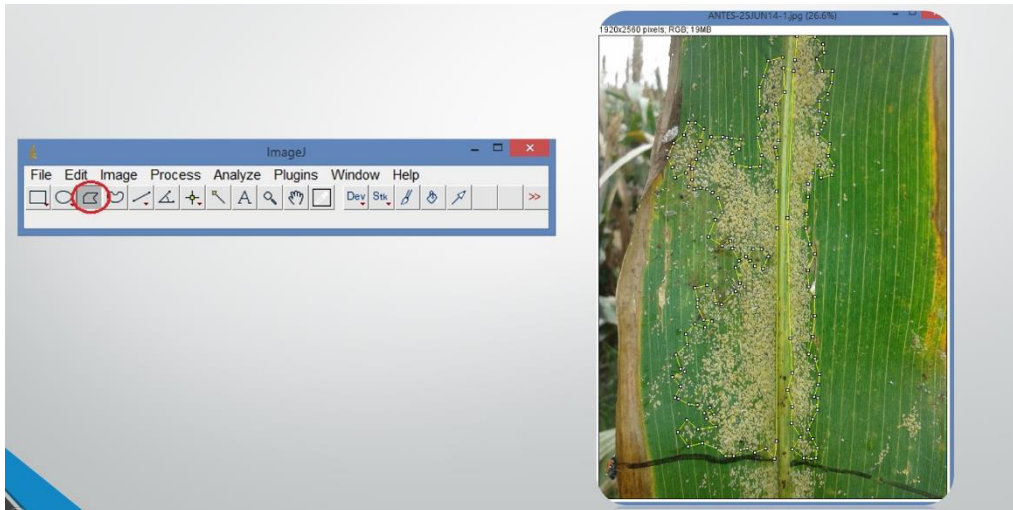 ImageJ
File Edit Image Process Analyze Plugins Window Help
A Dev Stk >>
ANTES-25JUN14-1.jpg (26.6%)
1920x2560 pixels; RGB; 19MB